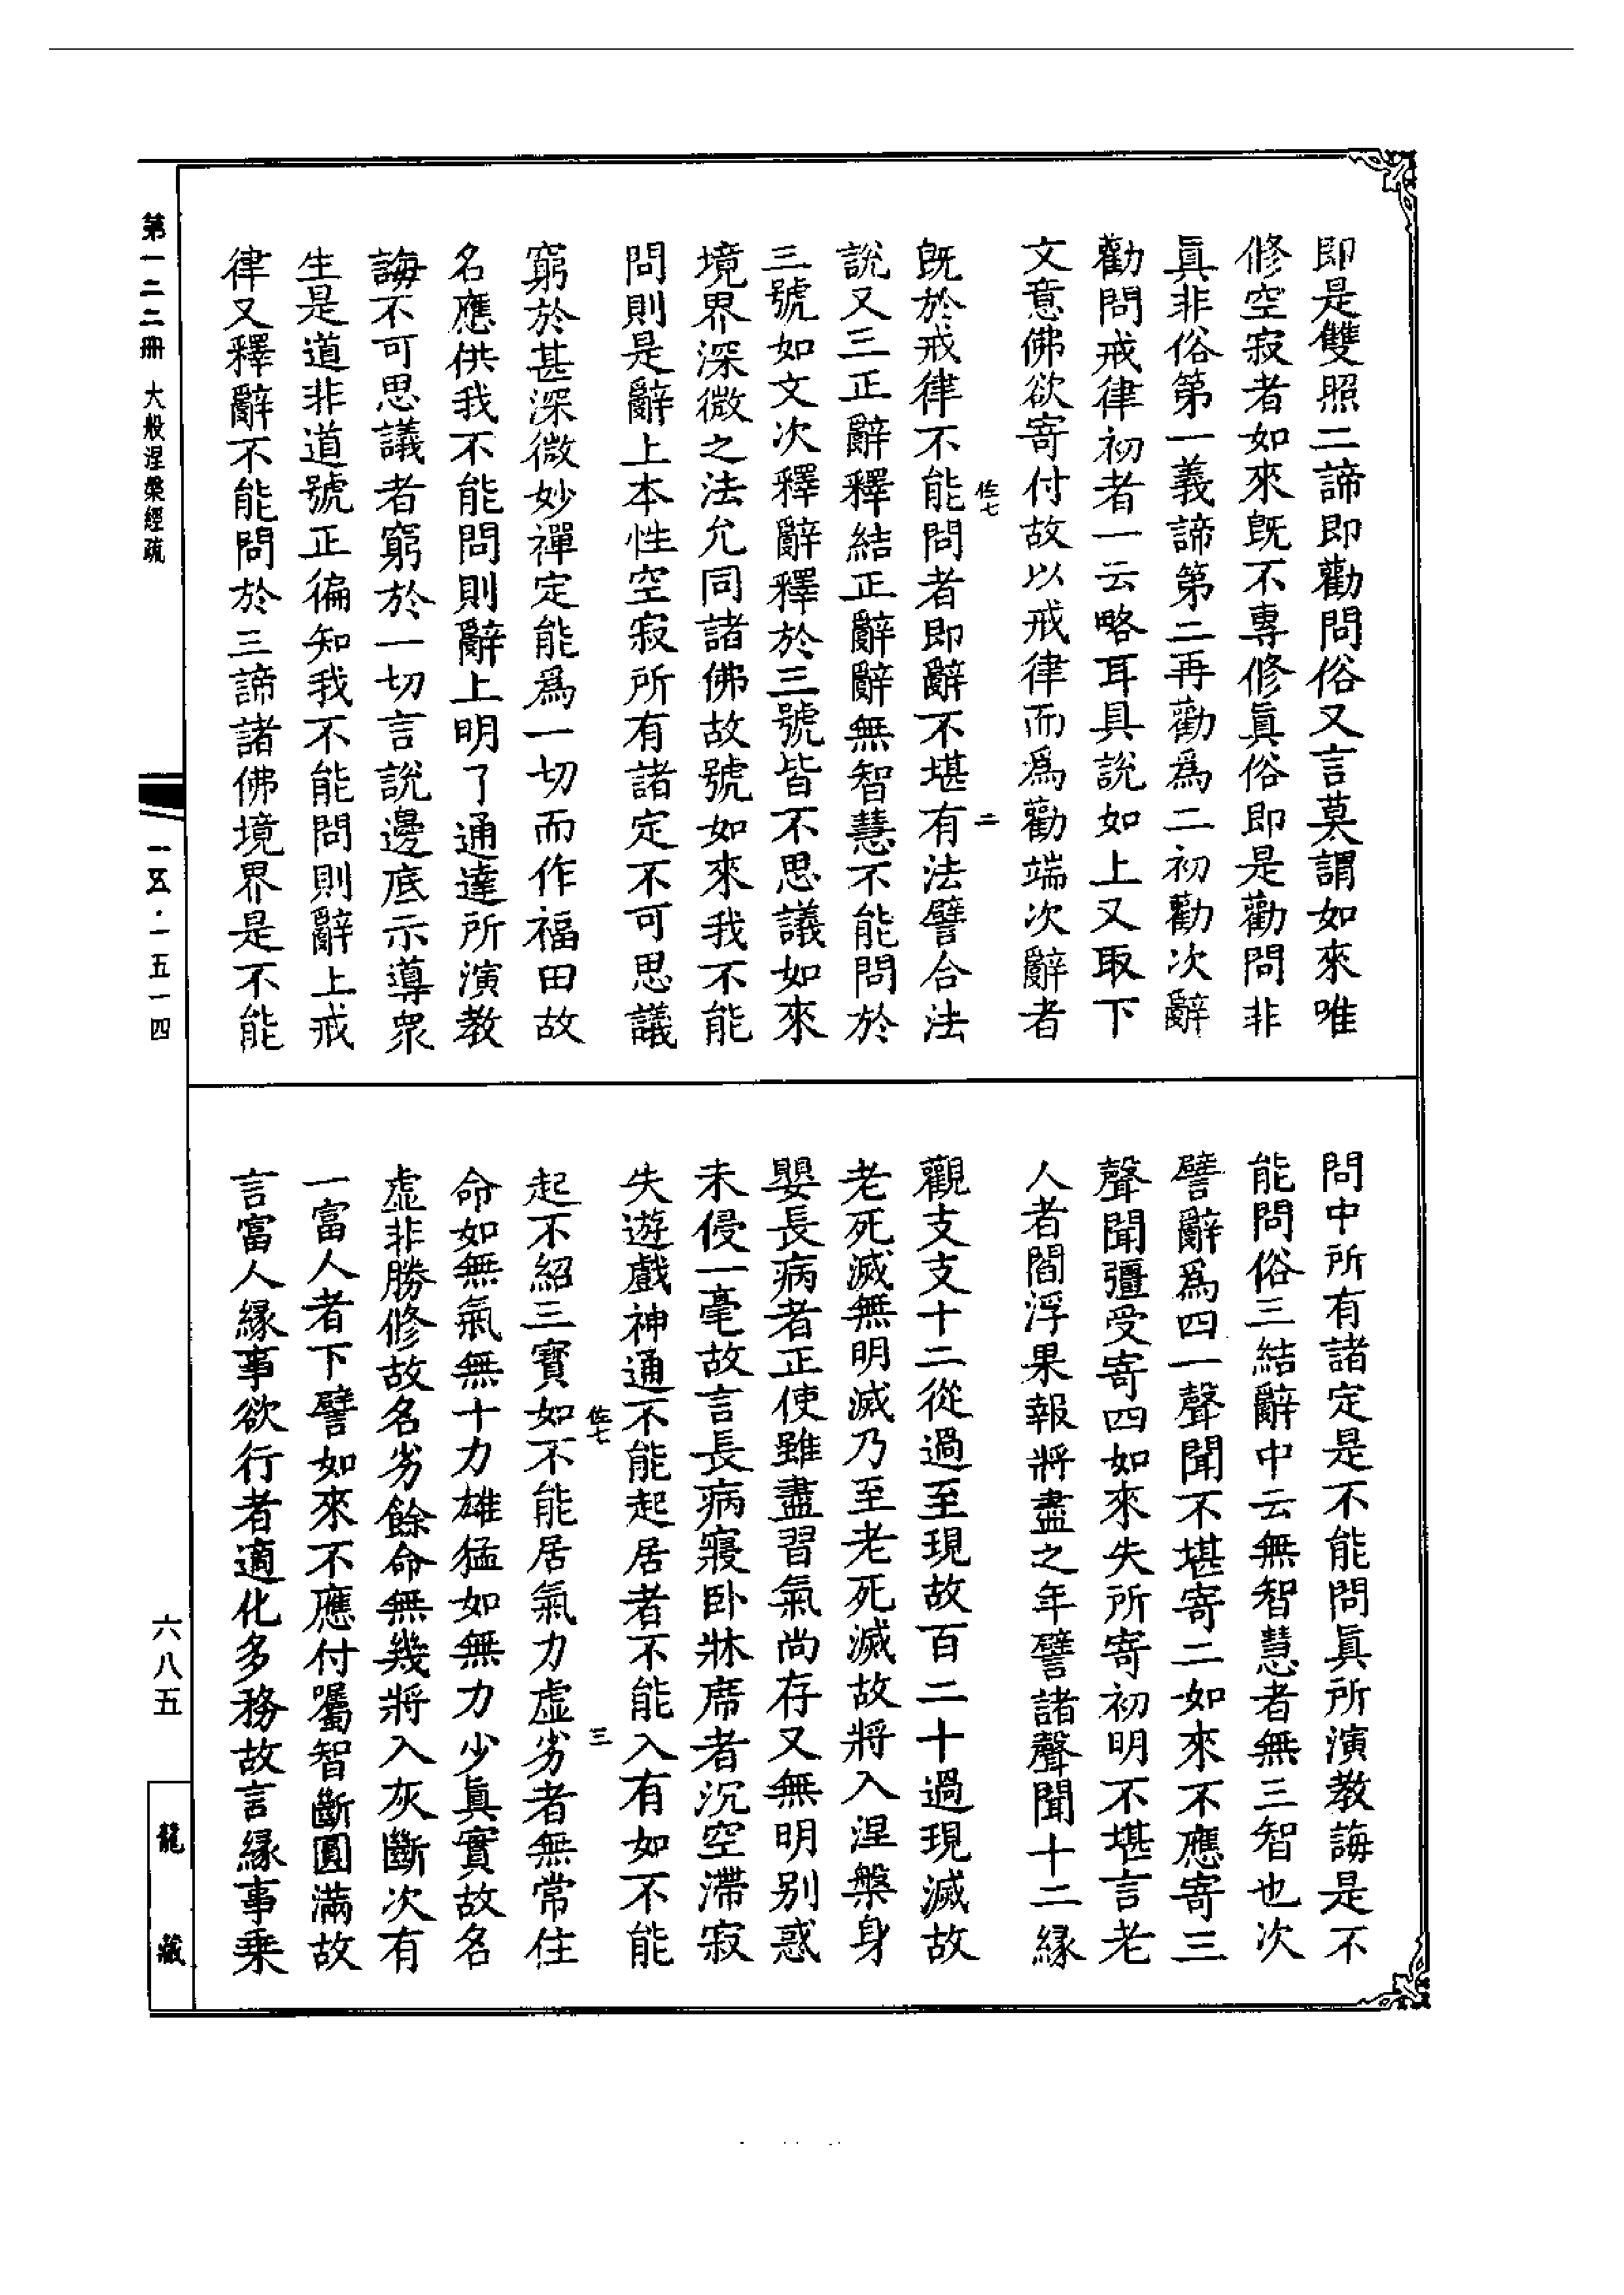 即是雙照二諦即勸問俗又言莫謂如來唯
修空寂者如來既不專修眞俗即是勸問非
眞非俗第一義諦第二再勸爲二初勸次辭
勸問戒律初者一云略耳具說如上又取下
文意佛欲寄付故以戒律而爲勸端次辭者
佐七 二
既於戒律不能問者即辭不堪有法譬合法
說又三正辭釋結正辭辭無智慧不能問於
三號如文次釋辭釋於三號皆不思議如來
境界深微之法允同諸佛故號如來我不能
問則是辭上本性空寂所有諸定不可思議
窮於甚深微妙禪定能爲一切而作福田故
名應供我不能問則辭上明了通達所演教
誨不可思議者窮於一切言說邊底示導衆
生是道非道號正徧知我不能問則辭上戒
律又釋辭不能問於三諦諸佛境界是不能
問中所有諸定是不能問眞所演教誨是不
能問俗三結辭中云無智慧者無三智也次
譬辭爲四一聲聞不堪寄二如來不應寄三
聲聞彊受寄四如來失所寄初明不堪言老
人者閻浮果報將盡之年譬諸聲聞十二緣
觀支支十二從過至現故百二十過現滅故
老死滅無明滅乃至老死滅故將入涅槃身
嬰長病者正使雖盡習氣尚存又無明別惑
未侵一毫故言長病寢卧牀席者沉空滯寂
失遊戲神通不能起居者不能入有如不能
佐七 三
起不紹三寶如不能居氣力虛劣者無常住
命如無氣無十力雄猛如無力少眞實故名
虛非勝修故名劣餘命無幾將入灰斷次有
一富人者下譬如來不應付囑智斷圓滿故
言富人緣事欲行者適化多務故言緣事乘
第一二二冊 大般涅槃經疏
一五·一五一四
六八五
龍藏